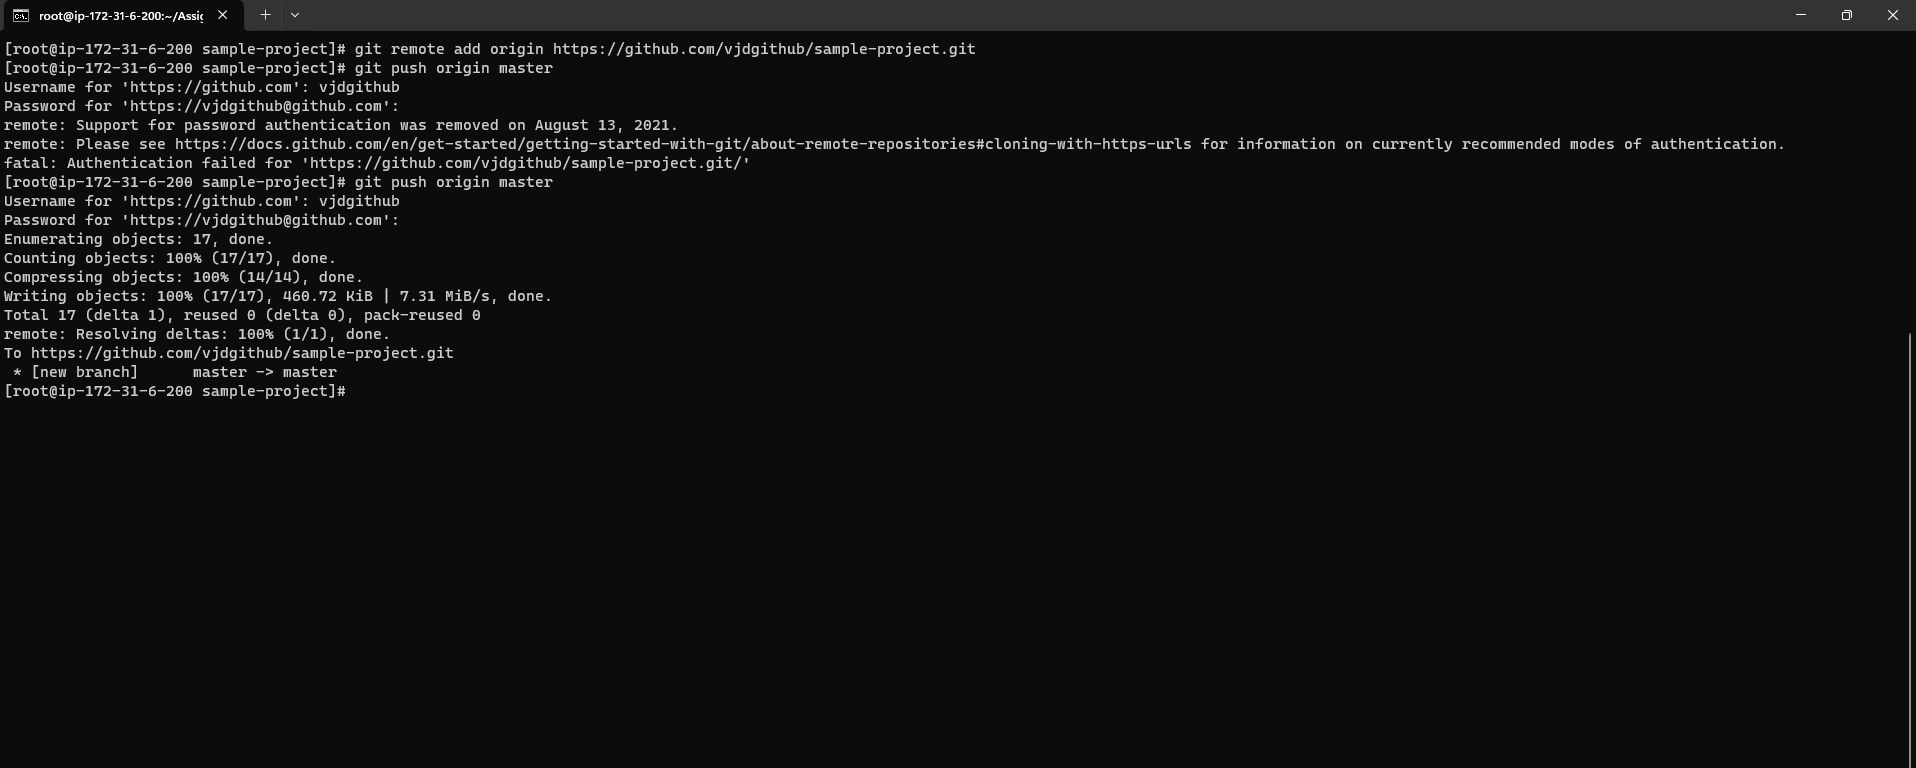 root@ip-172-31-6-200:~/Assig
[root@ip-172-31-6-200 sample-project]# git remote add origin https://github.com/vjdgithub/sample-project.git
[root@ip-172-31-6-200 sample-project]# git push origin master
Username for 'https://github.com': vjdgithub
Password for 'https://vjdgithub@github.com':
remote: Support for password authentication was removed on August 13, 2021.
remote: Please see https://docs.github.com/en/get-started/getting-started-with-git/about-remote-repositories#cloning-with-https-urls for information on currently recommended modes of authentication.
fatal: Authentication failed for 'https://github.com/vjdgithub/sample-project.git/'
[root@ip-172-31-6-200 sample-project]# git push origin master
Username for 'https://github.com': vjdgithub
Password for 'https://vjdgithub@github.com':
Enumerating objects: 17, done.
Counting objects: 100% (17/17), done.
Compressing objects: 100% (14/14), done.
Writing objects: 100% (17/17), 460.72 KiB | 7.31 MiB/s, done.
Total 17 (delta 1), reused 0 (delta 0), pack-reused 0
remote: Resolving deltas: 100% (1/1), done.
To https://github.com/vjdgithub/sample-project.git
 * [new branch]      master -> master
[root@ip-172-31-6-200 sample-project]#